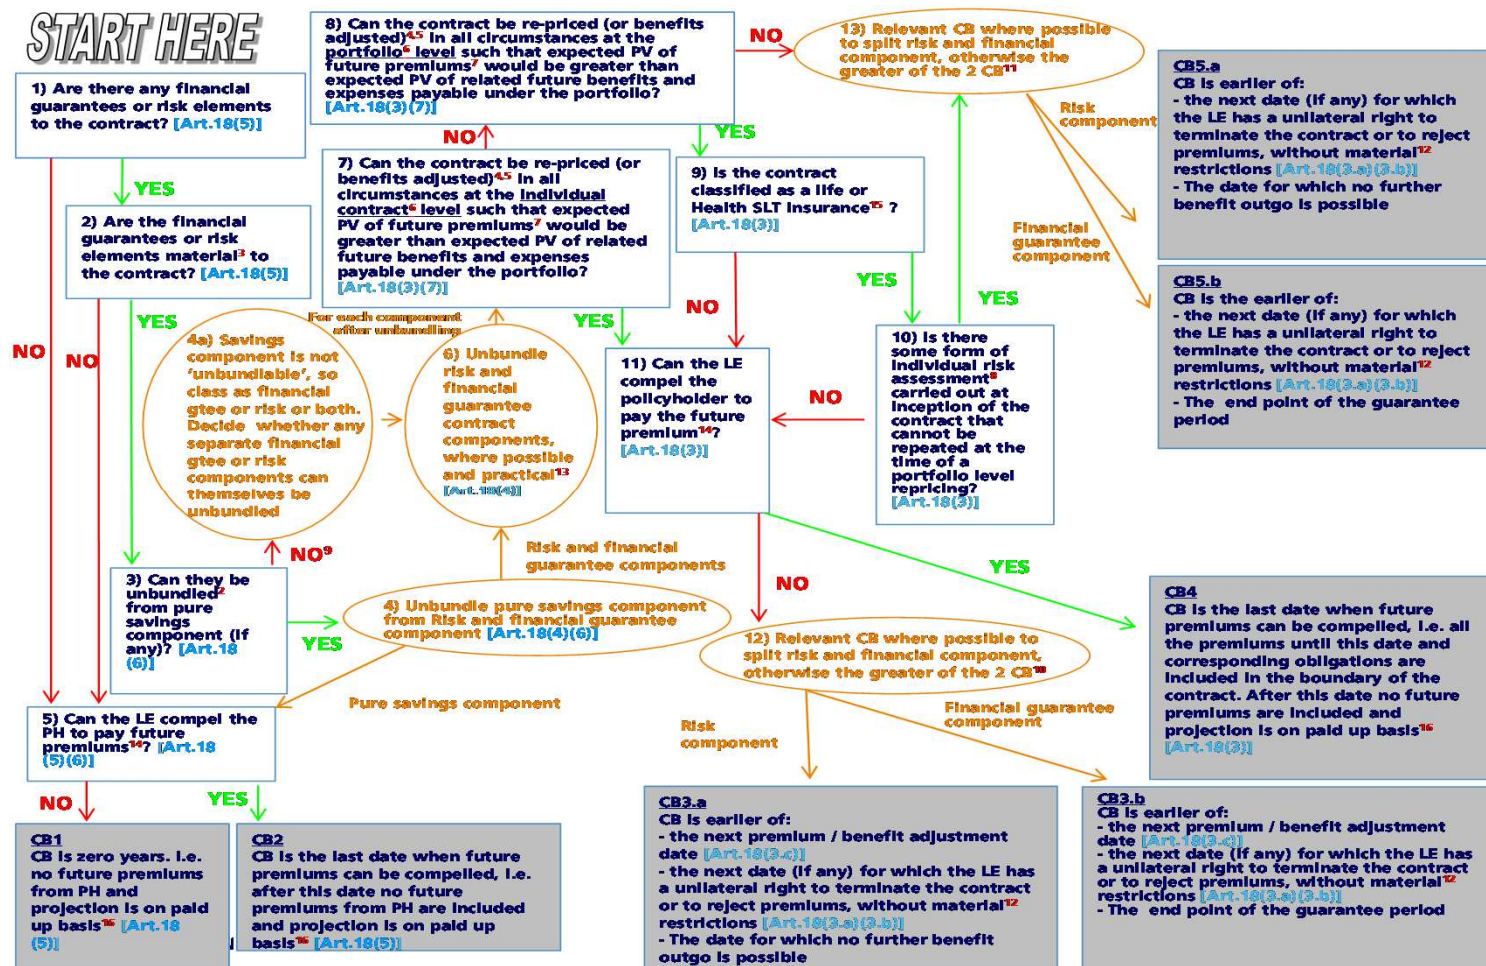 START HERE
1) Are there any financial
guarantees or risk elements
to the contract? [Art.18(5)]
YES
NO
2) Are the financial
guarantees or risk
elements material³ to
the contract? [Art.18(5)]
YES
NO
3) Can they be
unbundled²
from pure
savings
component (if
any)? [Art.18
(6)]
NO⁹
YES
4a) Savings
component is not
'unbundlable', so
class as financial
gtee or risk or both.
Decide whether any
separate financial
gtee or risk
components can
themselves be
unbundled
4) Unbundle pure savings component
from Risk and financial guarantee
component [Art.18(4)(6)]
Risk and financial
guarantee components
Pure savings component
5) Can the LE compel the
PH to pay future
premiums¹⁴? [Art.18
(5)(6)]
NO
YES
CB1
CB is zero years. i.e.
no future premiums
from PH and
projection is on paid
up basis¹⁶ [Art.18
(5)]
CB2
CB is the last date when future
premiums can be compelled, i.e.
after this date no future
premiums from PH are included
and projection is on paid up
basis¹⁶ [Art.18(5)]
6) Unbundle
risk and
financial
guarantee
contract
components,
where possible
and practical¹³
[Art.18(4)]
For each component
after unbundling
7) Can the contract be re-priced (or
benefits adjusted)⁴,⁵ in all
circumstances at the individual
contract⁶ level such that expected
PV of future premiums⁷ would be
greater than expected PV of related
future benefits and expenses
payable under the portfolio?
[Art.18(3)(7)]
NO
YES
8) Can the contract be re-priced (or benefits
adjusted)⁴,⁵ in all circumstances at the
portfolio⁶ level such that expected PV of
future premiums⁷ would be greater than
expected PV of related future benefits and
expenses payable under the portfolio?
[Art.18(3)(7)]
NO
YES
9) Is the contract
classified as a life or
Health SLT Insurance¹⁵ ?
[Art.18(3)]
NO
YES
10) Is there
some form of
individual risk
assessment⁸
carried out at
inception of the
contract that
cannot be
repeated at the
time of a
portfolio level
repricing?
[Art.18(3)]
YES
NO
11) Can the LE
compel the
policyholder to
pay the future
premium¹⁴?
[Art.18(3)]
NO
YES
12) Relevant CB where possible to
split risk and financial component,
otherwise the greater of the 2 CB¹⁰
Risk
component
Financial guarantee
component
13) Relevant CB where possible
to split risk and financial
component, otherwise the
greater of the 2 CB¹¹
Risk
component
Financial guarantee
component
CB5.a
CB is earlier of:
- the next date (if any) for which
the LE has a unilateral right to
terminate the contract or to reject
premiums, without material¹²
restrictions [Art.18(3.a)(3.b)]
- The date for which no further
benefit outgo is possible
CB5.b
CB is the earlier of:
- the next date (if any) for which
the LE has a unilateral right to
terminate the contract or to reject
premiums, without material¹²
restrictions [Art.18(3.a)(3.b)]
- The end point of the guarantee
period
CB4
CB is the last date when future
premiums can be compelled, i.e. all
the premiums until this date and
corresponding obligations are
included in the boundary of the
contract. After this date no future
premiums are included and
projection is on paid up basis¹⁶
[Art.18(3)]
CB3.a
CB is earlier of:
- the next premium / benefit adjustment
date [Art.18(3.c)]
- the next date (if any) for which the LE has
a unilateral right to terminate the contract
or to reject premiums, without material¹²
restrictions [Art.18(3.a)(3.b)]
- The date for which no further benefit
outgo is possible
CB3.b
CB is earlier of:
- the next premium / benefit adjustment
date [Art.18(3.c)]
- the next date (if any) for which the LE has
a unilateral right to terminate the contract
or to reject premiums, without material¹²
restrictions [Art.18(3.a)(3.b)]
- The end point of the guarantee period